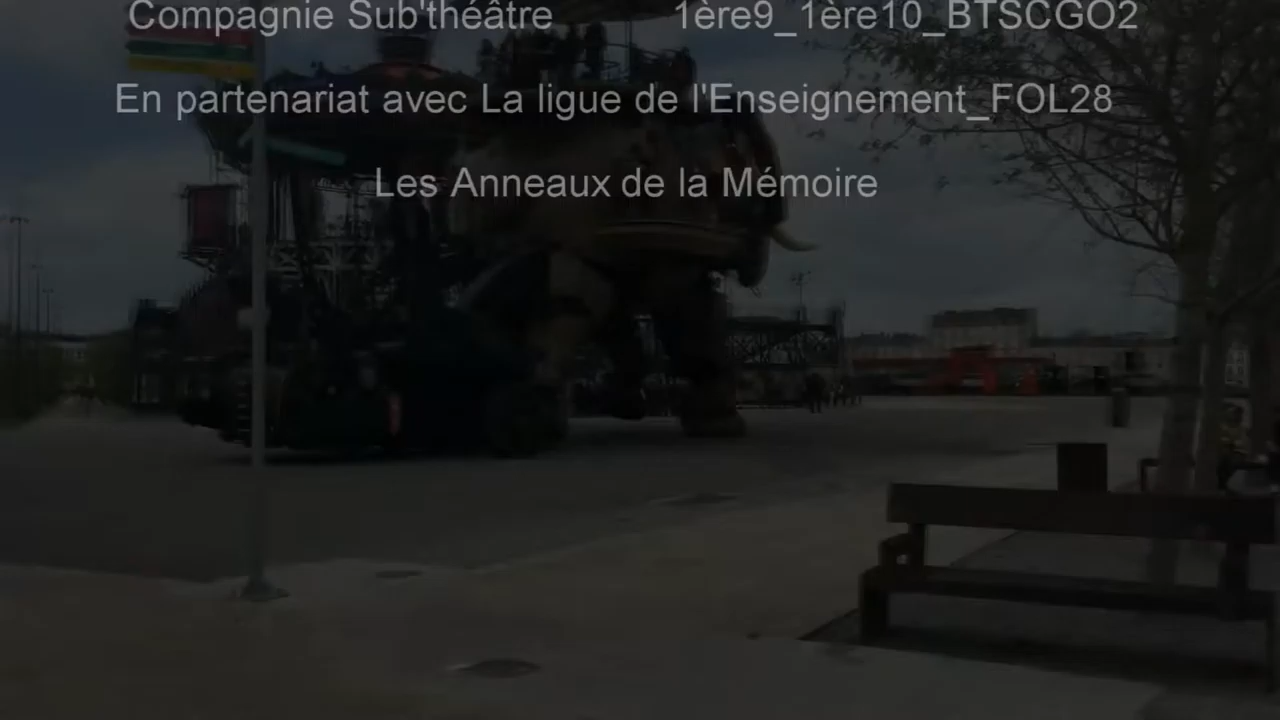 Compagnie Sub'théâtre 1ère9_1ère10_BTSCGO2
En partenariat avec La ligue de l'Enseignement_FOL28
Les Anneaux de la Mémoire